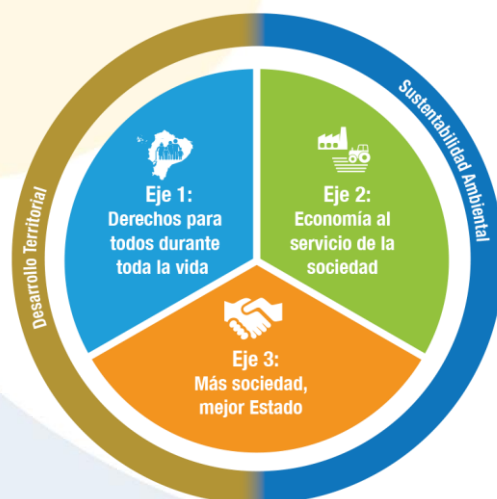 Desarrollo Territorial
Sustentabilidad Ambiental
Eje 1:
Derechos para
todos durante
toda la vida
Eje 2:
Economía al
servicio de la
sociedad
Eje 3:
Más sociedad,
mejor Estado